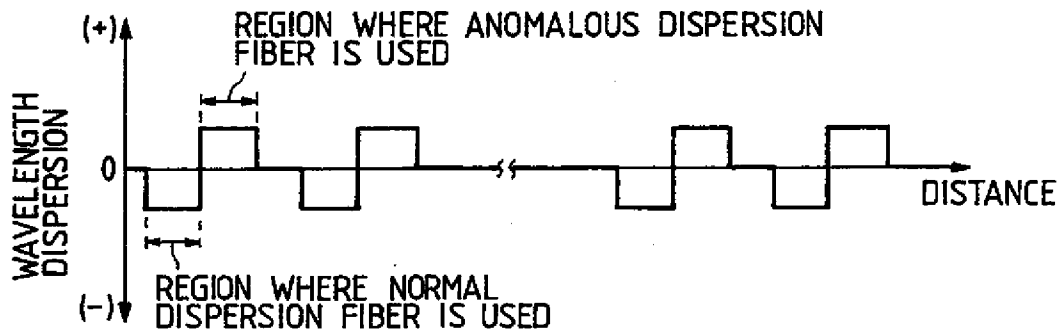 (+)
REGION WHERE ANOMALOUS DISPERSION
FIBER IS USED
WAVELENGTH
DISPERSION
0
DISTANCE
(-)
REGION WHERE NORMAL
DISPERSION FIBER IS USED